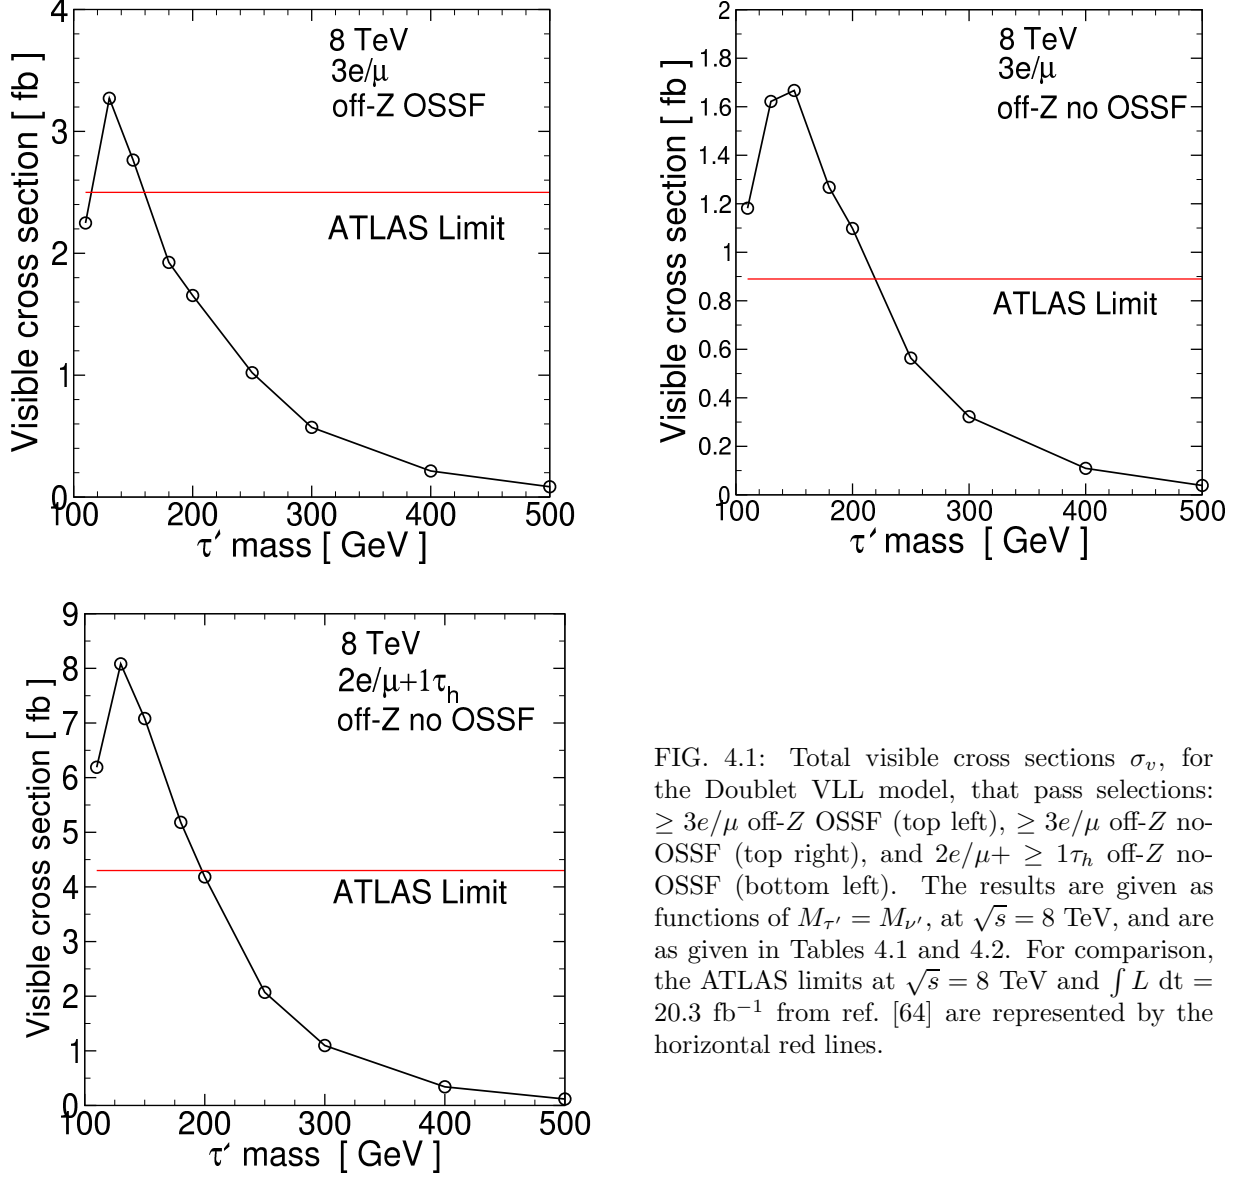 4
3
2
1
0
100
200
300
400
500
Visible cross section [ fb ]
τ′ mass [ GeV ]
8 TeV
3e/μ
off-Z OSSF
ATLAS Limit
2
1.8
1.6
1.4
1.2
1
0.8
0.6
0.4
0.2
0
100
200
300
400
500
Visible cross section [ fb ]
τ′ mass [ GeV ]
8 TeV
3e/μ
off-Z no OSSF
ATLAS Limit
9
8
7
6
5
4
3
2
1
0
100
200
300
400
500
Visible cross section [ fb ]
τ′ mass [ GeV ]
8 TeV
2e/μ+1τh
off-Z no OSSF
ATLAS Limit
FIG. 4.1: Total visible cross sections σv, for
the Doublet VLL model, that pass selections:
≥ 3e/μ off-Z OSSF (top left), ≥ 3e/μ off-Z no-
OSSF (top right), and 2e/μ+ ≥ 1τh off-Z no-
OSSF (bottom left). The results are given as
functions of Mτ′ = Mν′, at √s = 8 TeV, and are
as given in Tables 4.1 and 4.2. For comparison,
the ATLAS limits at √s = 8 TeV and ∫ L dt =
20.3 fb−1 from ref. [64] are represented by the
horizontal red lines.